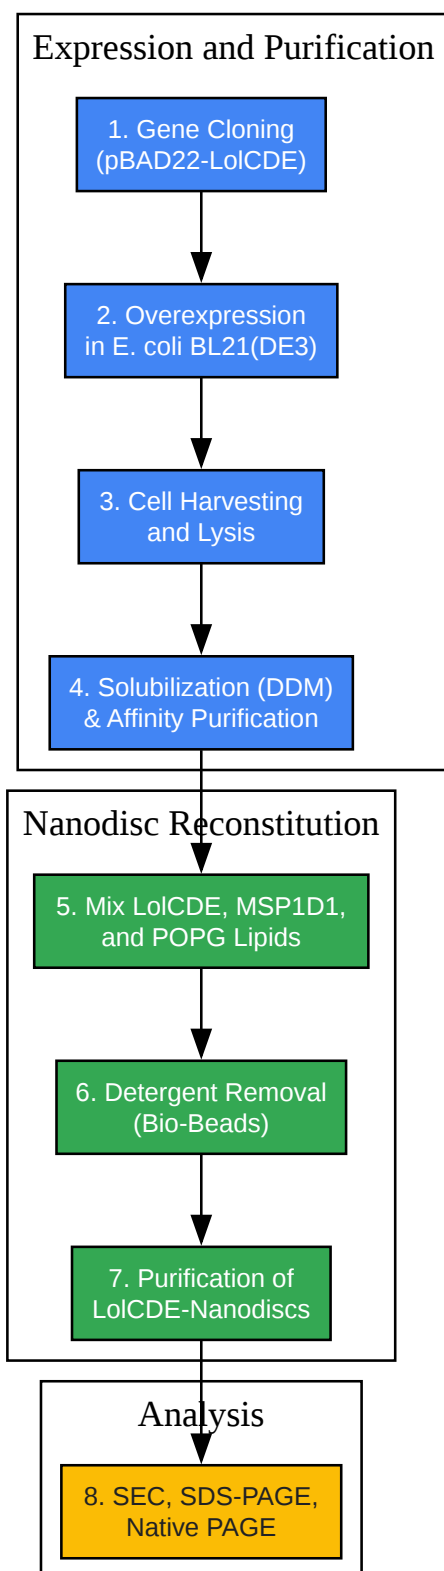 Expression and Purification
1. Gene Cloning
(pBAD22-LolCDE)
2. Overexpression
in E. coli BL21(DE3)
3. Cell Harvesting
and Lysis
4. Solubilization (DDM)
& Affinity Purification
Nanodisc Reconstitution
5. Mix LolCDE, MSP1D1,
and POPG Lipids
6. Detergent Removal
(Bio-Beads)
7. Purification of
LolCDE-Nanodiscs
Analysis
8. SEC, SDS-PAGE,
Native PAGE